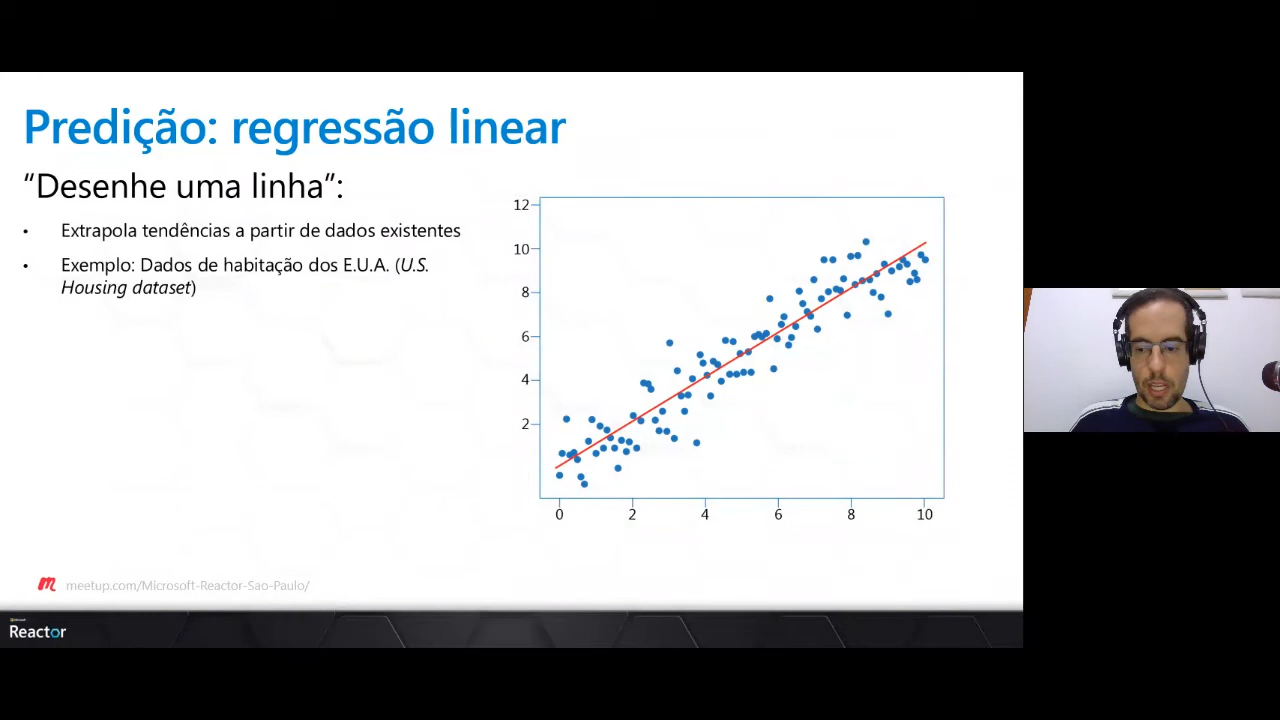 Predição: regressão linear
“Desenhe uma linha”:
• Extrapola tendências a partir de dados existentes
• Exemplo: Dados de habitação dos E.U.A. (U.S.
Housing dataset)
12
10
8
6
4
2
0 2 4 6 8 10
meetup.com/Microsoft-Reactor-Sao-Paulo/
Reactor